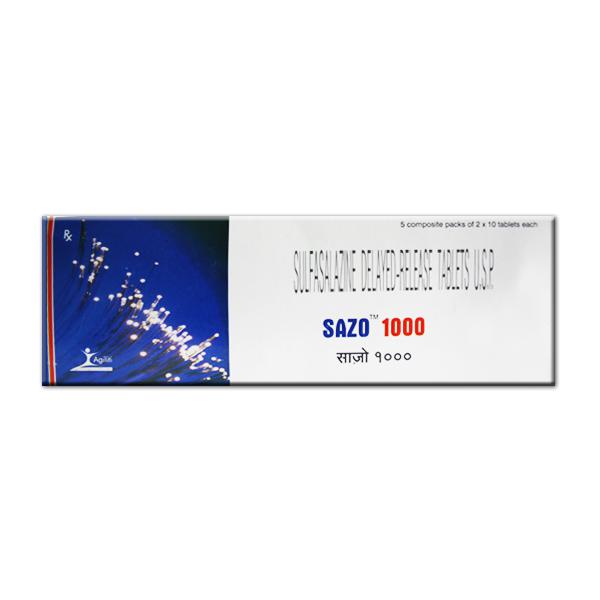 Rx
5 composite packs of 2 x 10 tablets each
SULFASALAZINE DELAYED-RELEASE TABLETS U.S.P.
SAZO™ 1000
साज़ो १०००
Agilis